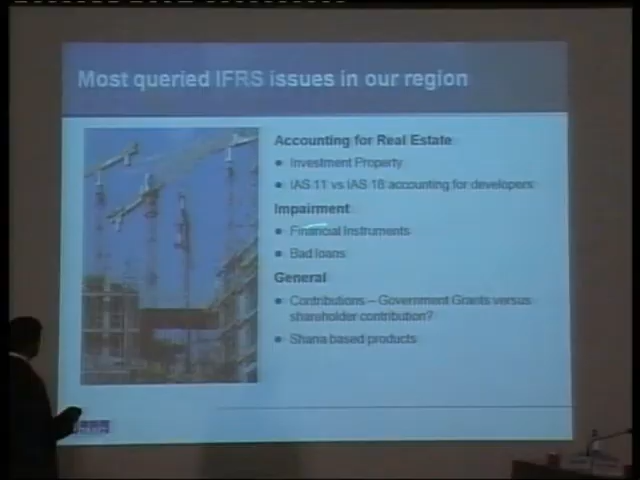 Most queried IFRS issues in our region
Accounting for Real Estate
Investment Property
IAS 11 vs IAS 18 accounting for developers
Impairment
Financial Instruments
Bad loans
General
Contributions – Government Grants versus
shareholder contribution?
Sharia based products